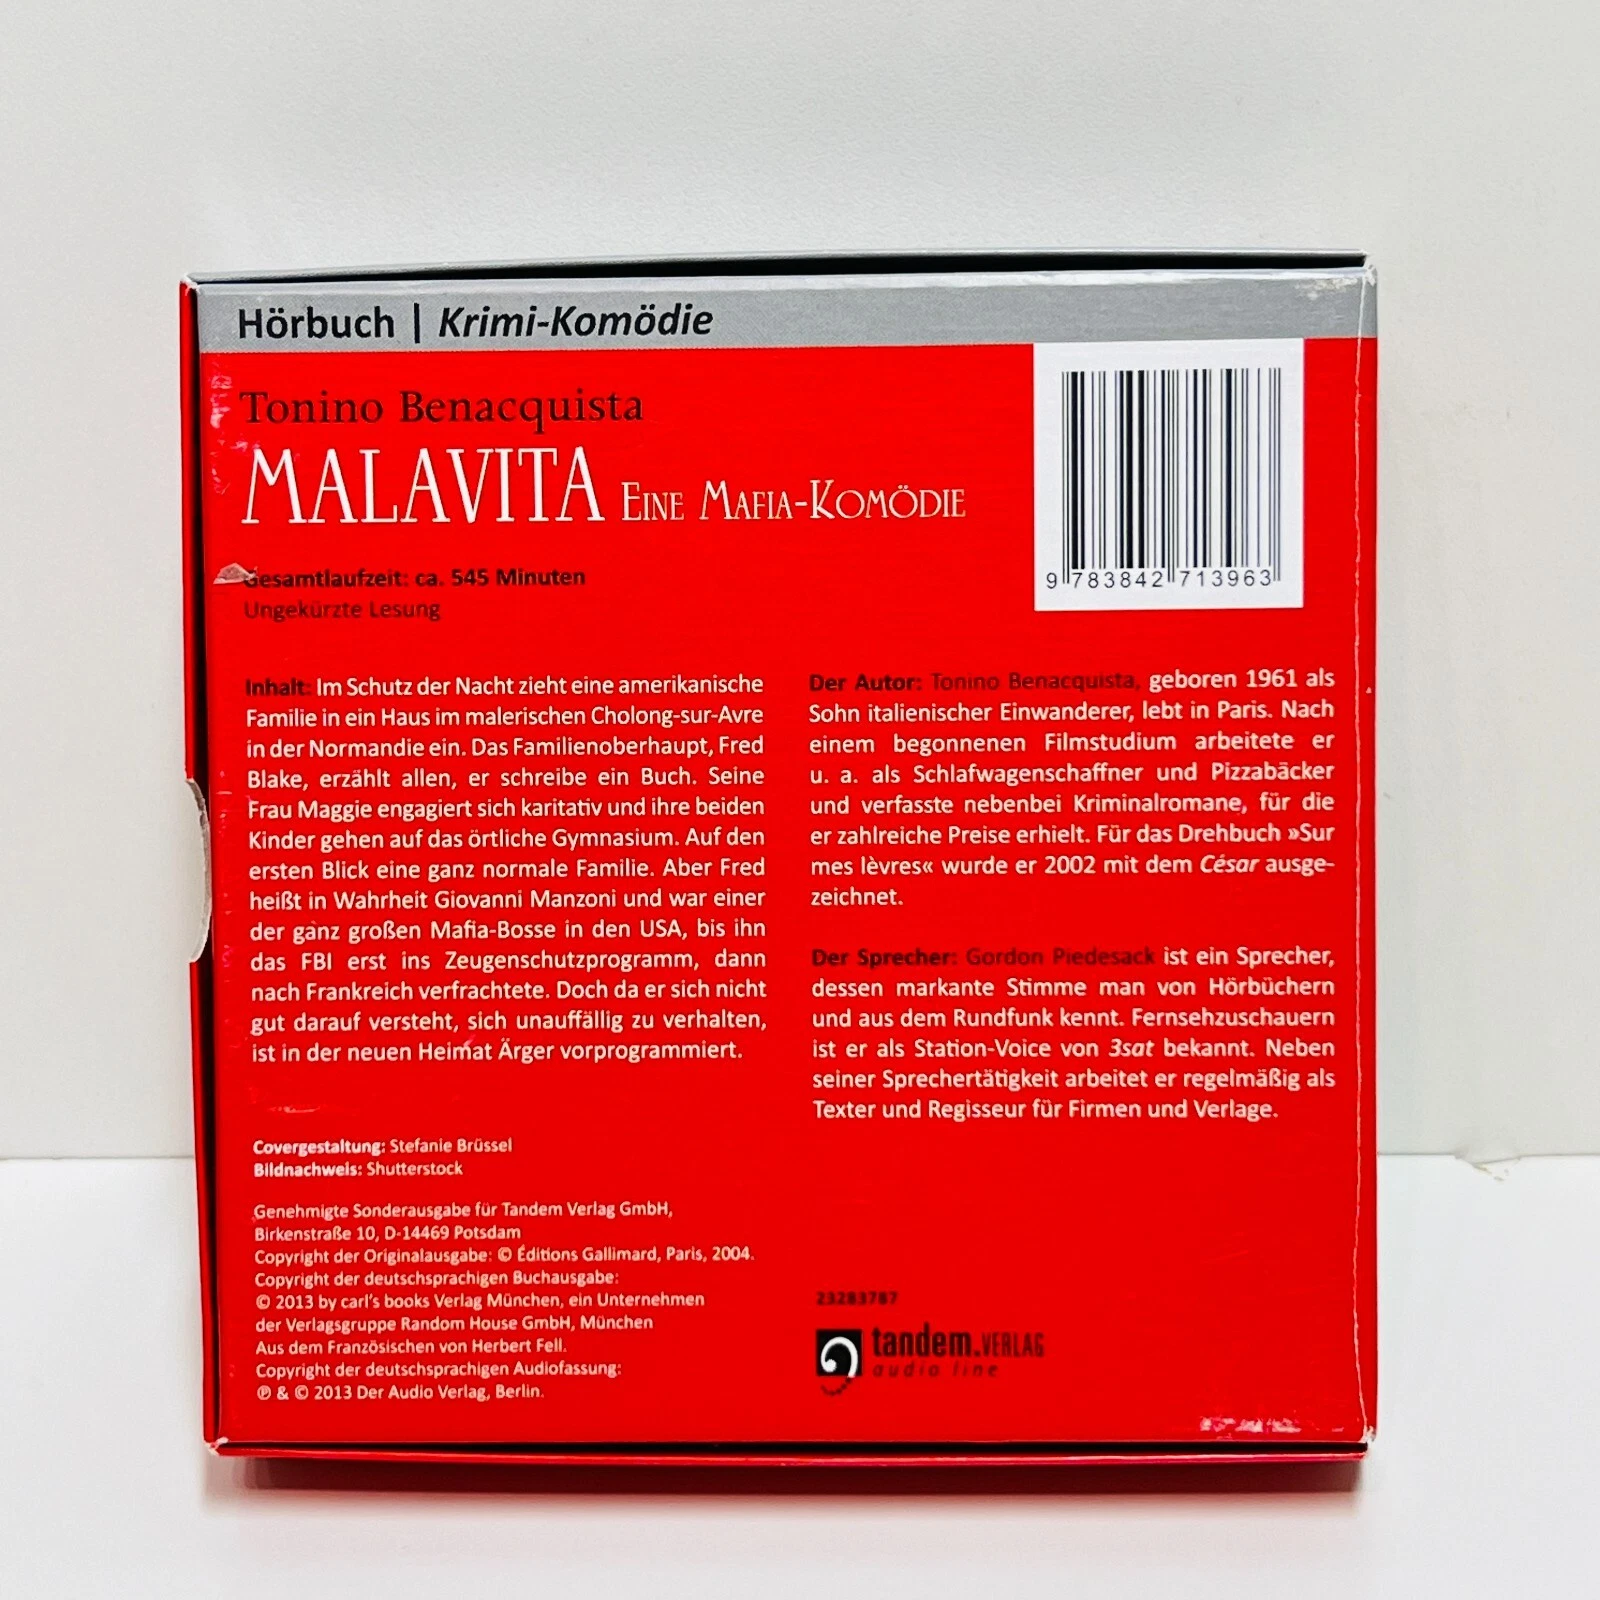 Hörbuch | Krimi-Komödie
Tonino Benacquista
MALAVITA EINE MAFIA-KOMÖDIE
Gesamtlaufzeit: ca. 545 Minuten
Ungekürzte Lesung
9 783842 713963
Inhalt: Im Schutz der Nacht zieht eine amerikanische
Familie in ein Haus im malerischen Cholong-sur-Avre
in der Normandie ein. Das Familienoberhaupt, Fred
Blake, erzählt allen, er schreibe ein Buch. Seine
Frau Maggie engagiert sich karitativ und ihre beiden
Kinder gehen auf das örtliche Gymnasium. Auf den
ersten Blick eine ganz normale Familie. Aber Fred
heißt in Wahrheit Giovanni Manzoni und war einer
der ganz großen Mafia-Bosse in den USA, bis ihn
das FBI erst ins Zeugenschutzprogramm, dann
nach Frankreich verfrachtete. Doch da er sich nicht
gut darauf versteht, sich unauffällig zu verhalten,
ist in der neuen Heimat Ärger vorprogrammiert.
Der Autor: Tonino Benacquista, geboren 1961 als
Sohn italienischer Einwanderer, lebt in Paris. Nach
einem begonnenen Filmstudium arbeitete er
u. a. als Schlafwagenschaffner und Pizzabäcker
und verfasste nebenbei Kriminalromane, für die
er zahlreiche Preise erhielt. Für das Drehbuch »Sur
mes lèvres« wurde er 2002 mit dem César ausge-
zeichnet.
Der Sprecher: Gordon Piedesack ist ein Sprecher,
dessen markante Stimme man von Hörbüchern
und aus dem Rundfunk kennt. Fernsehzuschauern
ist er als Station-Voice von 3sat bekannt. Neben
seiner Sprechertätigkeit arbeitet er regelmäßig als
Texter und Regisseur für Firmen und Verlage.
Covergestaltung: Stefanie Brüssel
Bildnachweis: Shutterstock
Genehmigte Sonderausgabe für Tandem Verlag GmbH,
Birkenstraße 10, D-14469 Potsdam
Copyright der Originalausgabe: © Éditions Gallimard, Paris, 2004.
Copyright der deutschsprachigen Buchausgabe:
© 2013 by carl's books Verlag München, ein Unternehmen
der Verlagsgruppe Random House GmbH, München
Aus dem Französischen von Herbert Fell.
Copyright der deutschsprachigen Audiofassung:
℗ & © 2013 Der Audio Verlag, Berlin.
23283787
tandem.VERLAG
audio line